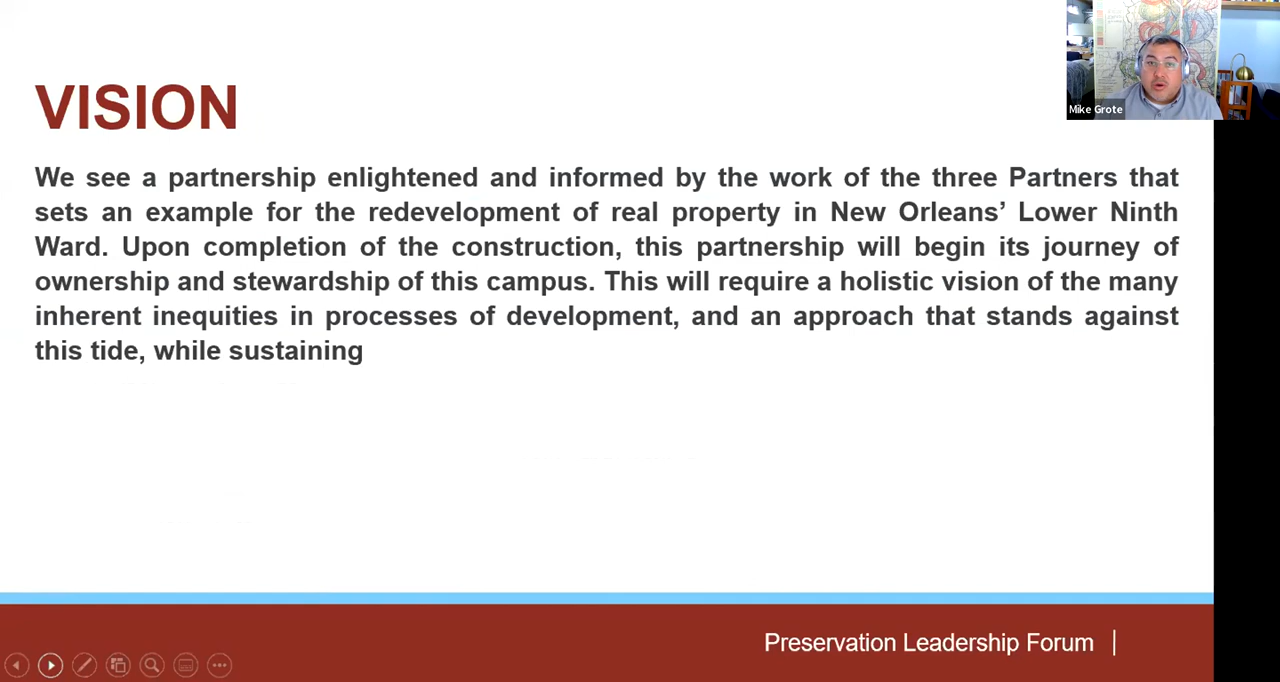 Mike Grote
VISION
We see a partnership enlightened and informed by the work of the three Partners that
sets an example for the redevelopment of real property in New Orleans’ Lower Ninth
Ward. Upon completion of the construction, this partnership will begin its journey of
ownership and stewardship of this campus. This will require a holistic vision of the many
inherent inequities in processes of development, and an approach that stands against
this tide, while sustaining
Preservation Leadership Forum